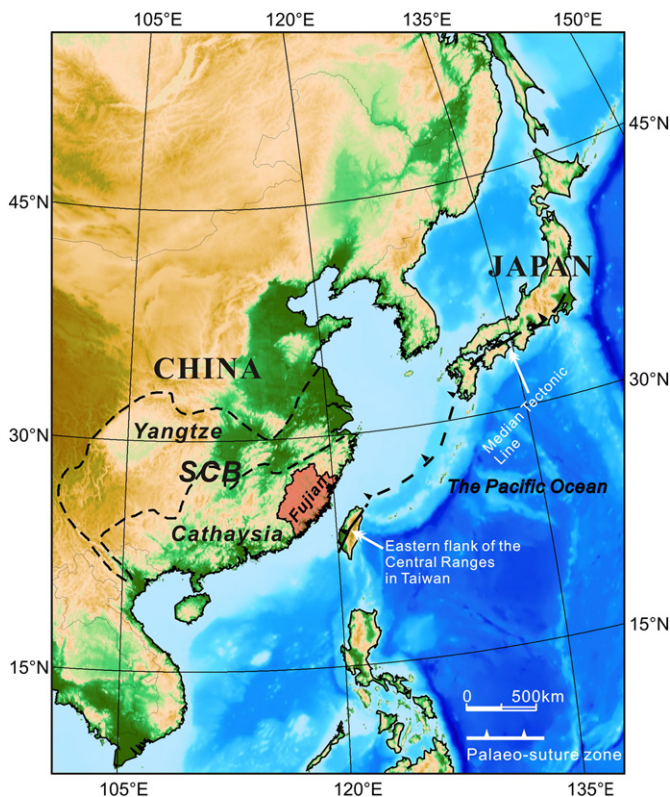 105°E
120°E
135°E
150°E
45°N
45°N
JAPAN
CHINA
30°N
Median Tectonic
Line
Yangtze
30°N
SCB
The Pacific Ocean
Fujian
Cathaysia
Eastern flank of the
Central Ranges
in Taiwan
15°N
15°N
0 500km
Palaeo-suture zone
105°E
120°E
135°E